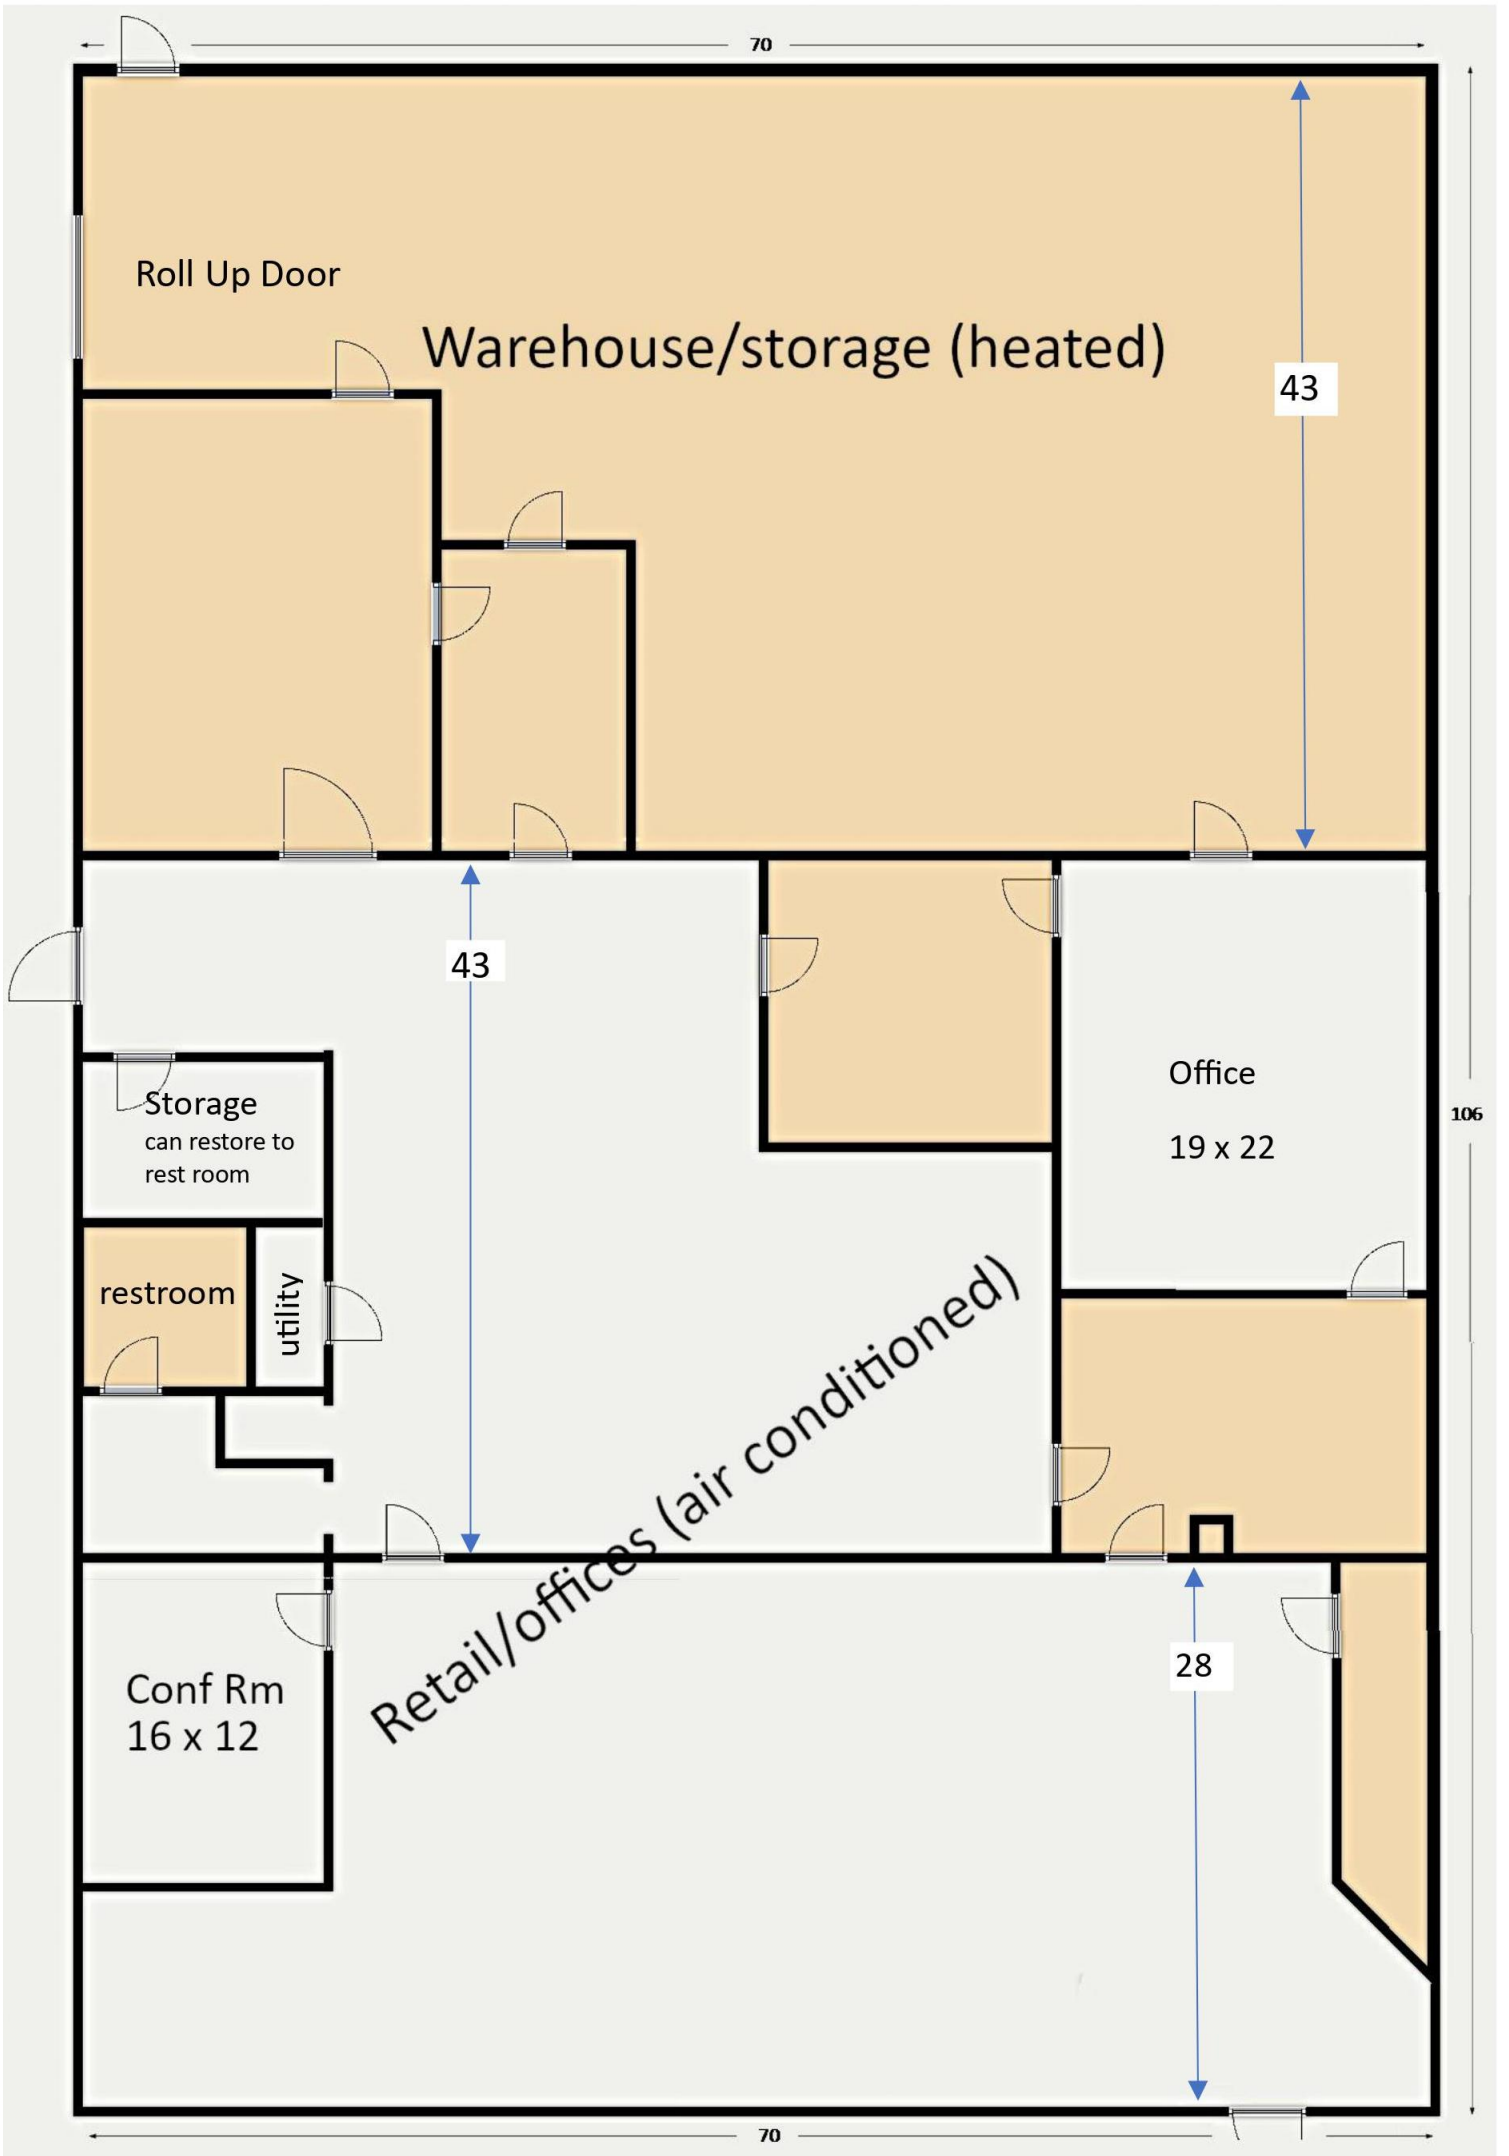 70
Roll Up Door
Warehouse/storage (heated)
43
43
Storage
can restore to
rest room
Office
19 x 22
106
restroom
utility
Retail/offices (air conditioned)
Conf Rm
16 x 12
28
70